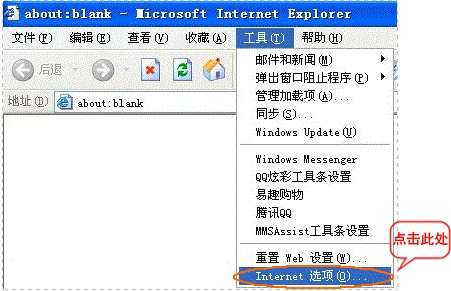 about:blank - Microsoft Internet Explorer
文件(F) 编辑(E) 查看(V) 收藏(A) 工具(T) 帮助(H)
后退
地址(D) about:blank
邮件和新闻(M)
弹出窗口阻止程序(P)
管理加载项(A)...
同步(S)...
Windows Update(U)
Windows Messenger
QQ炫彩工具条设置
易趣购物
腾讯QQ
MMSAssist工具条设置
重置 Web 设置(W)...
Internet 选项(O)...
点击此处